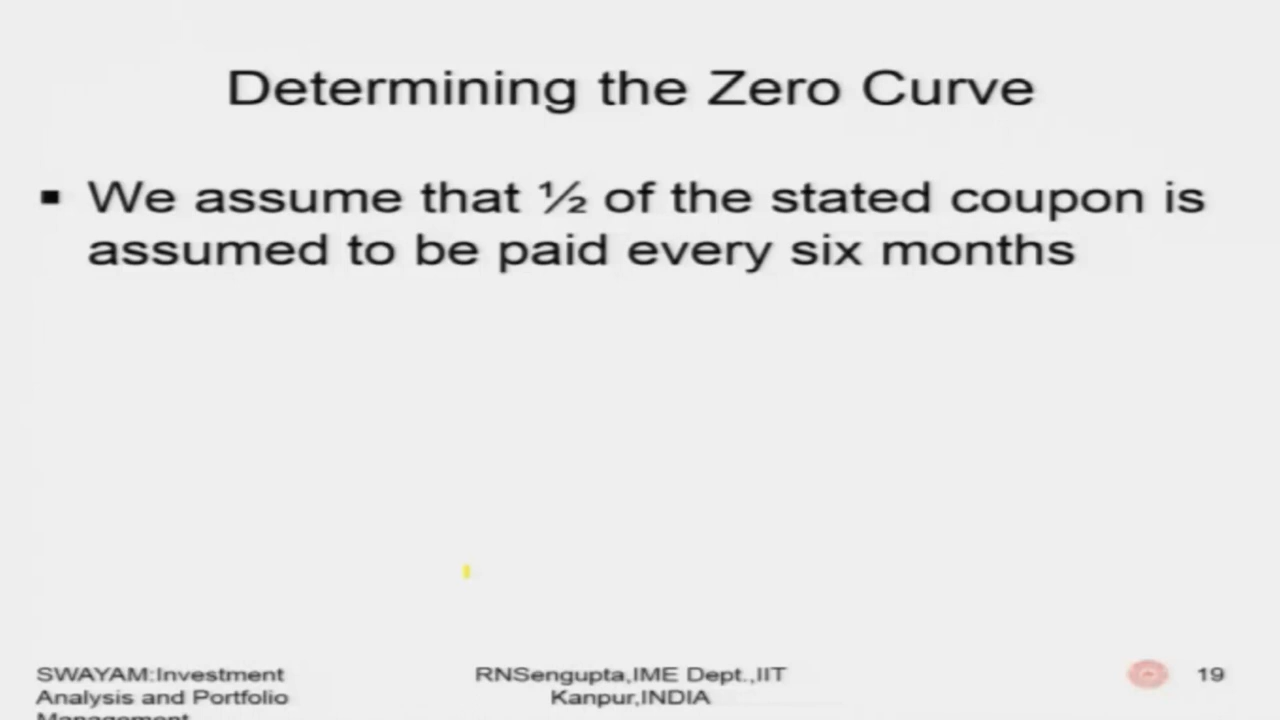 Determining the Zero Curve
▪ We assume that ½ of the stated coupon is
assumed to be paid every six months
SWAYAM:Investment
Analysis and Portfolio
Management
RNSengupta,IME Dept.,IIT
Kanpur,INDIA
19